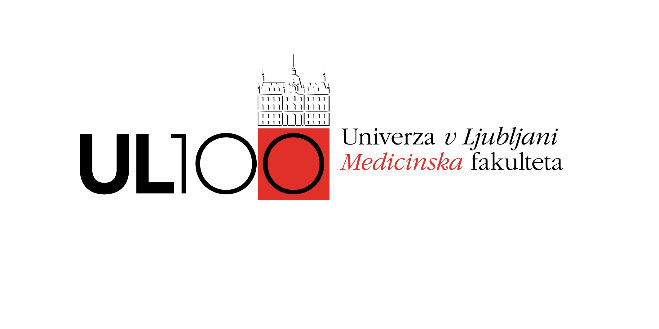 UL100
Univerza v Ljubljani
Medicinska fakulteta